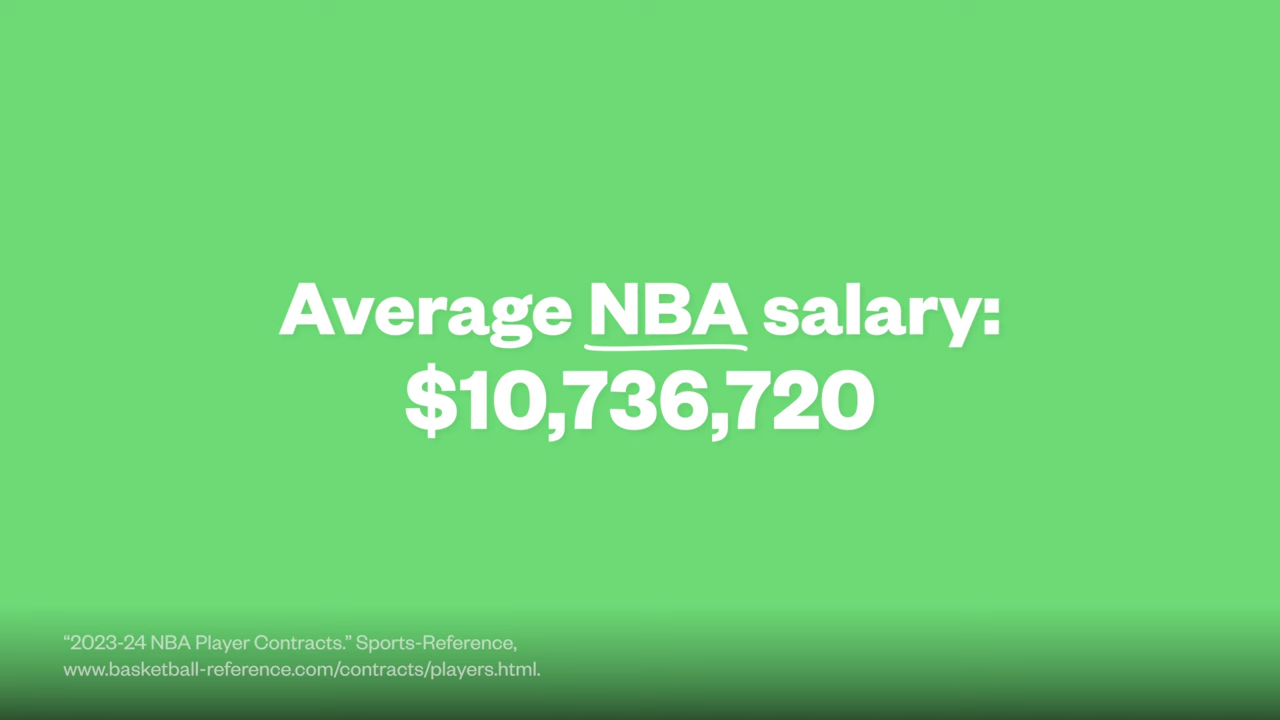 Average NBA salary:
$10,736,720
“2023-24 NBA Player Contracts.” Sports-Reference,
www.basketball-reference.com/contracts/players.html.